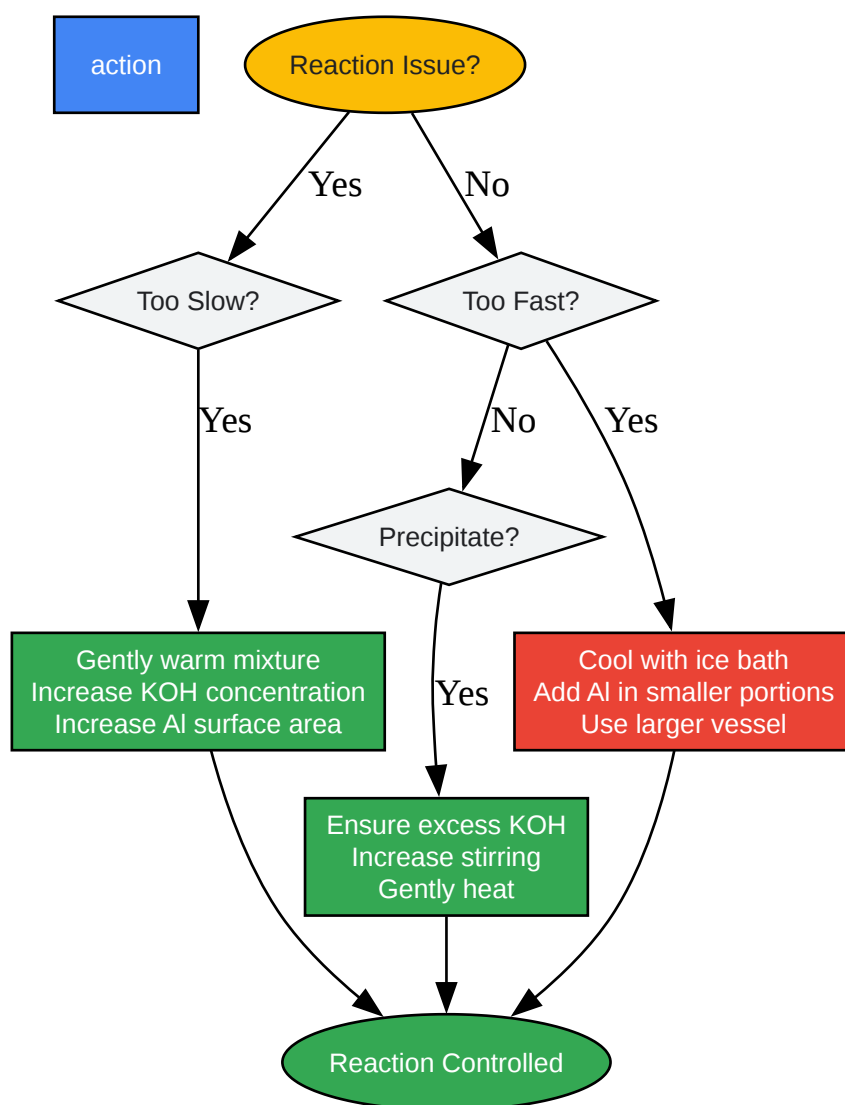 action
Reaction Issue?
Yes
No
Too Slow?
Too Fast?
Yes
No
Yes
Precipitate?
Gently warm mixture
Increase KOH concentration
Increase Al surface area
Yes
Cool with ice bath
Add Al in smaller portions
Use larger vessel
Ensure excess KOH
Increase stirring
Gently heat
Reaction Controlled